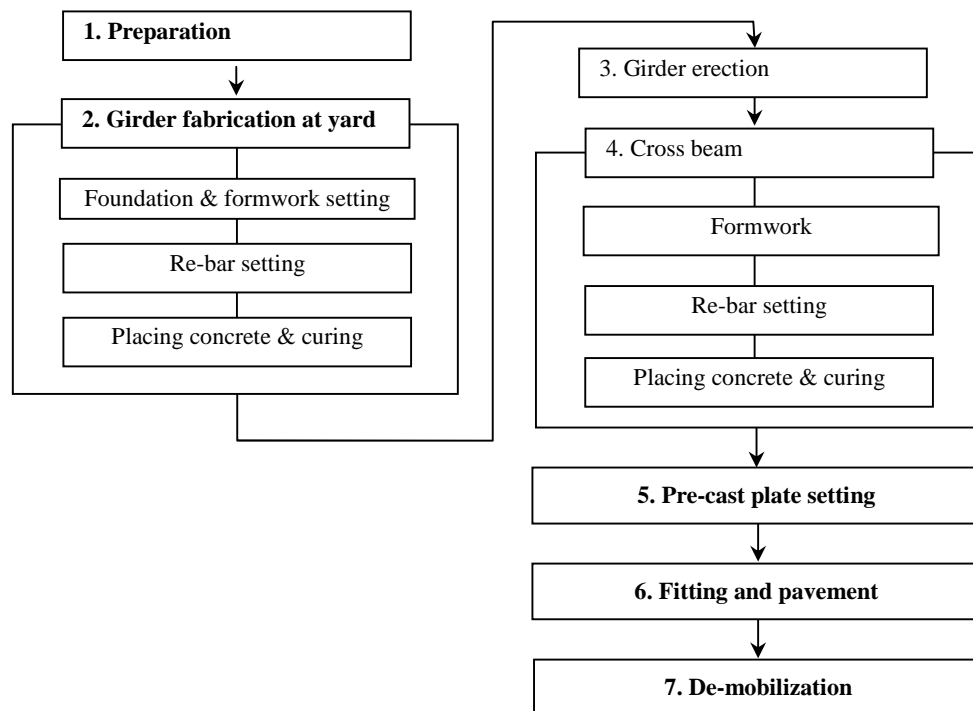 1. Preparation
2. Girder fabrication at yard
Foundation & formwork setting
Re-bar setting
Placing concrete & curing
3. Girder erection
4. Cross beam
Formwork
Re-bar setting
Placing concrete & curing
5. Pre-cast plate setting
6. Fitting and pavement
7. De-mobilization